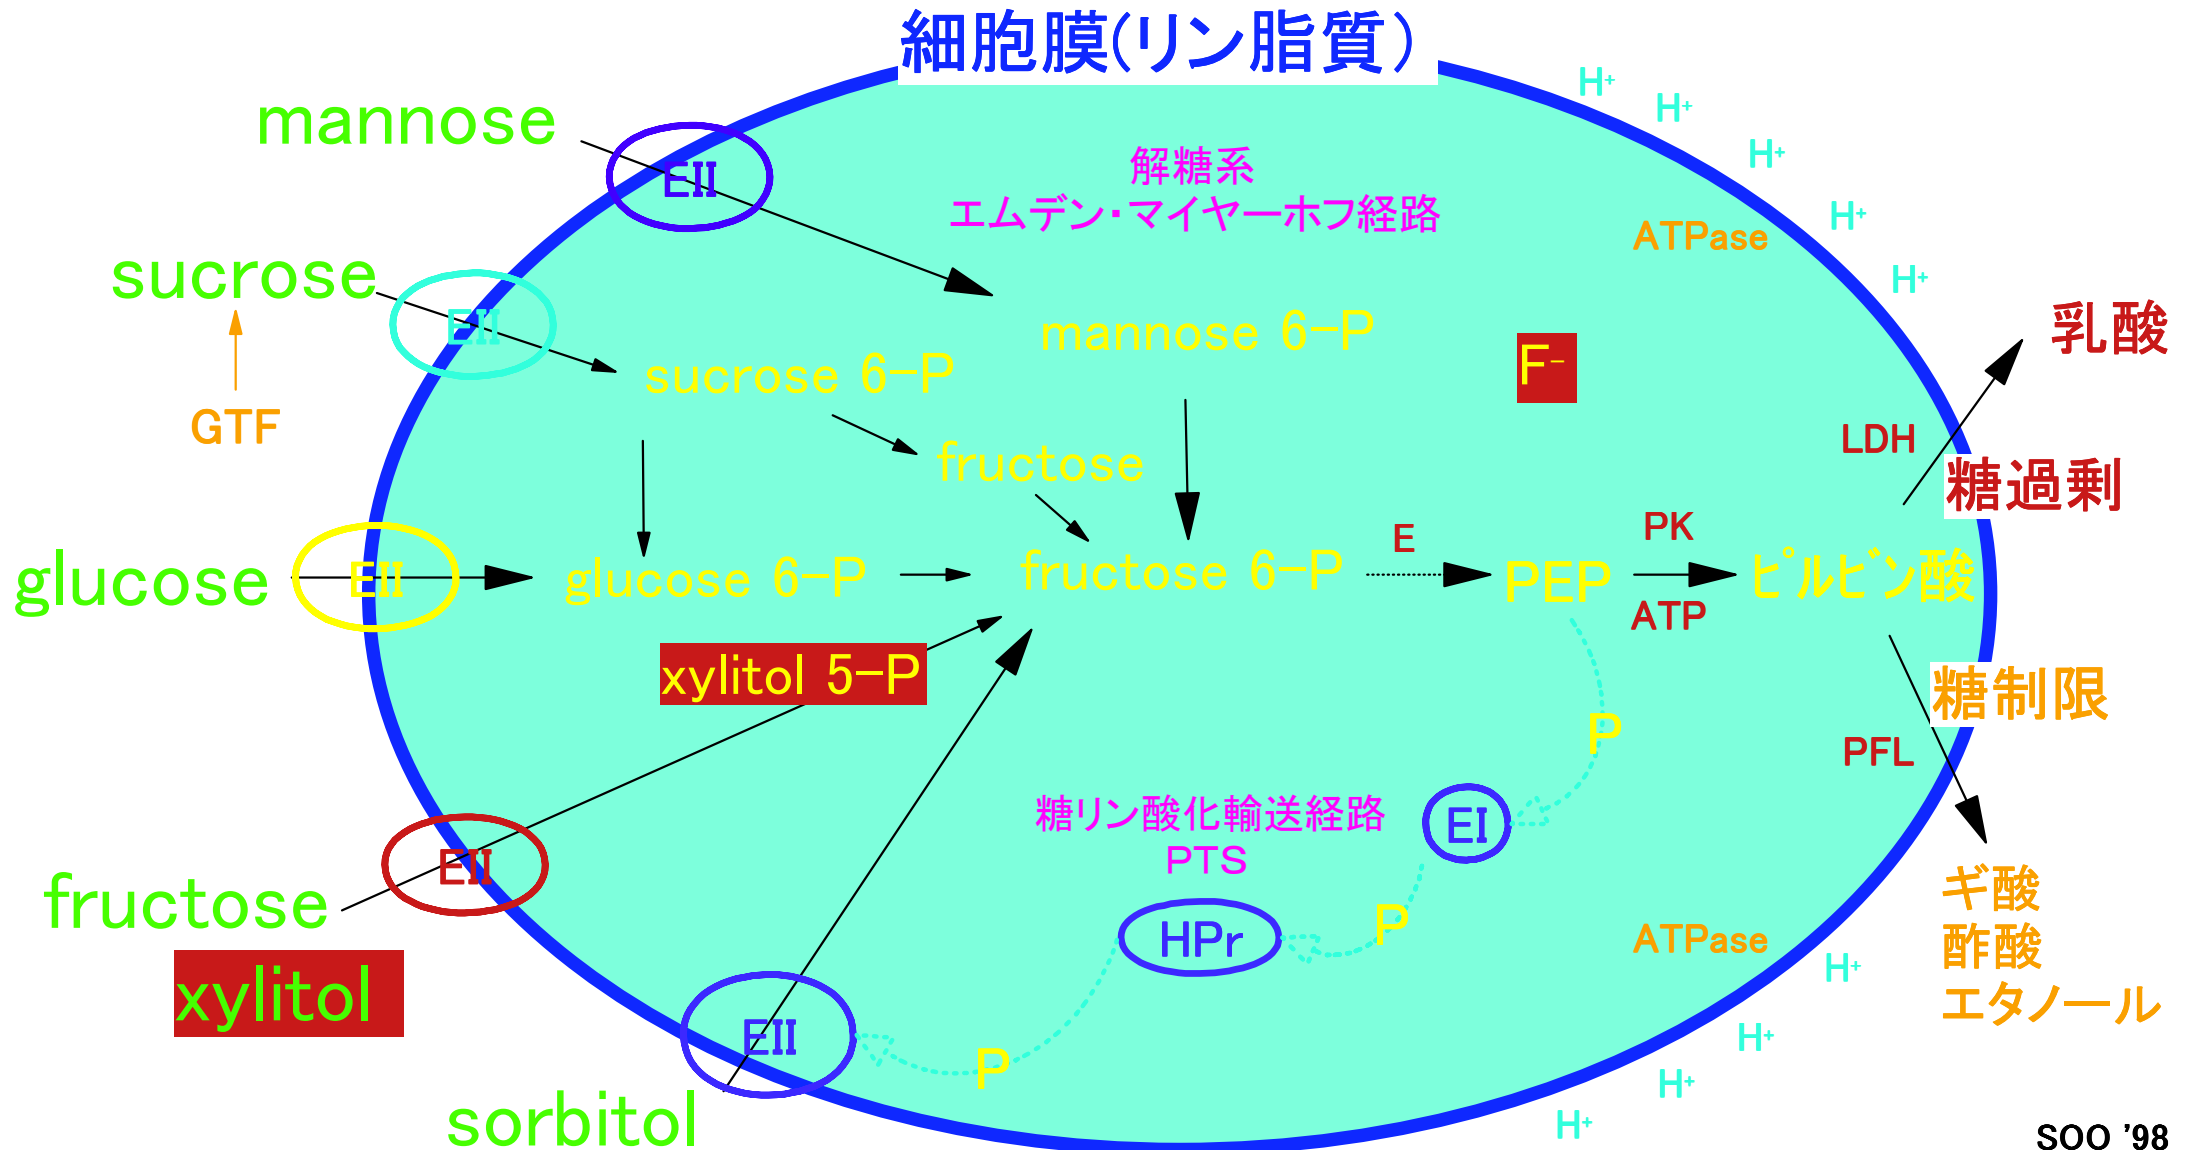 細胞膜(リン脂質)
mannose
EII
解糖系
エムデン・マイヤーホフ経路
H+
H+
H+
H+
H+
ATPase
sucrose
EII
GTF
sucrose 6-P
mannose 6-P
F-
乳酸
LDH
糖過剰
fructose
glucose
EII
glucose 6-P
fructose 6-P
E
PEP
PK
ATP
ピルビン酸
xylitol 5-P
P
糖制限
PFL
糖リン酸化輸送経路
PTS
EI
fructose
EII
xylitol
HPr
P
ATPase
ギ酸
酢酸
エタノール
EII
P
sorbitol
H+
H+
H+
H+
SOO '98